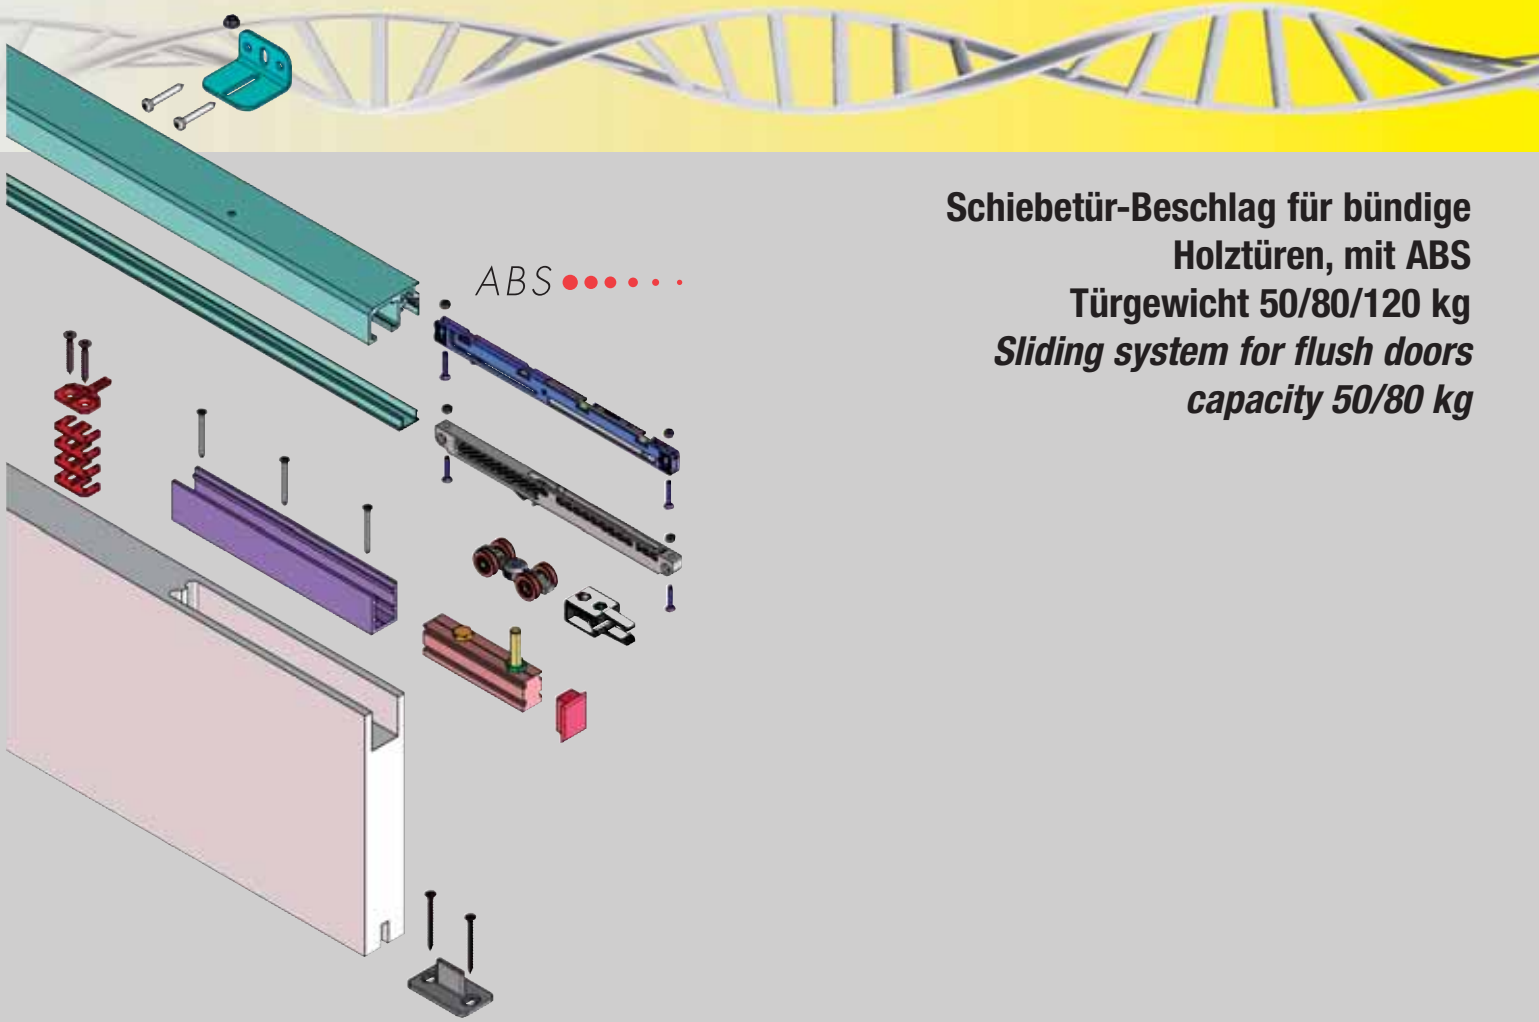 ABS
Schiebetür-Beschlag für bündige
Holztüren, mit ABS
Türgewicht 50/80/120 kg
Sliding system for flush doors
capacity 50/80 kg